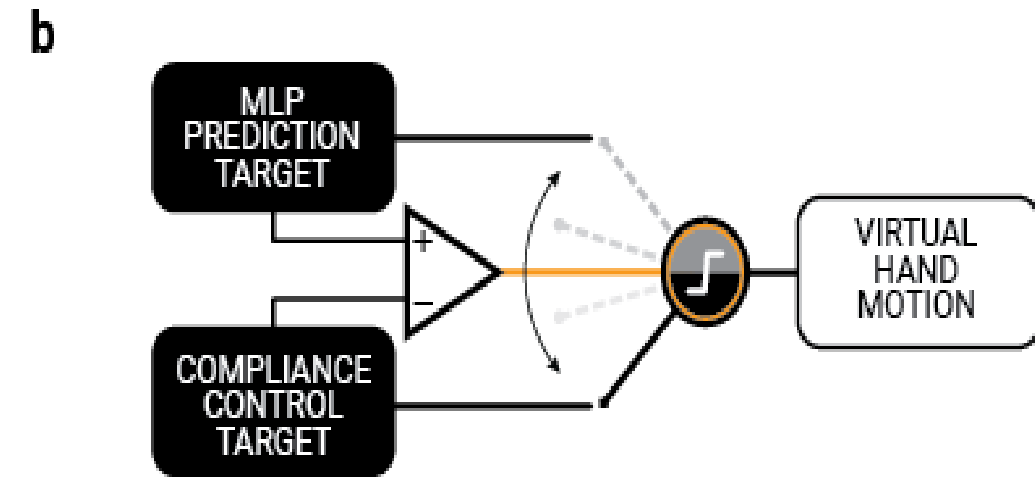 b
MLP
PREDICTION
TARGET
+
−
COMPLIANCE
CONTROL
TARGET
VIRTUAL
HAND
MOTION